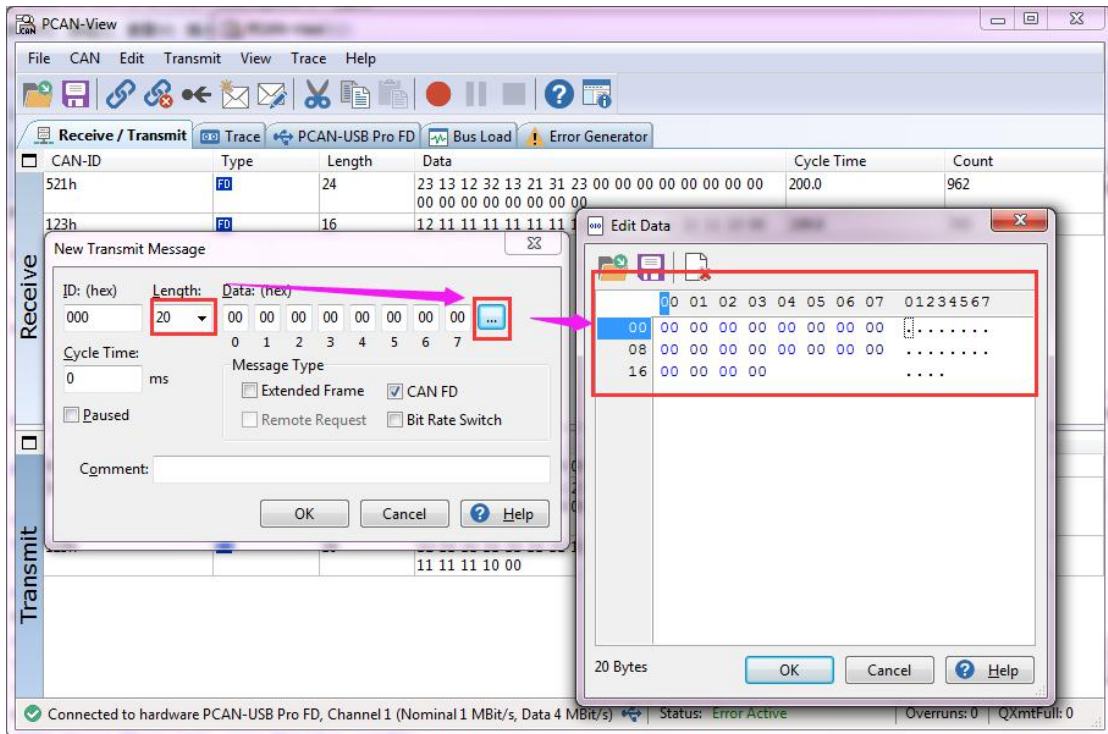 PCAN-View
File CAN Edit Transmit View Trace Help
Receive / Transmit Trace PCAN-USB Pro FD Bus Load Error Generator
CAN-ID Type Length Data Cycle Time Count
521h FD 24 23 13 12 32 13 21 31 23 00 00 00 00 00 00 00 00 200.0 962
00 00 00 00 00 00 00 00
123h FD 16 12 11 11 11 11 11 11
Receive
New Transmit Message
ID: (hex) Length: Data: (hex)
000 20 00 00 00 00 00 00 00 00 ...
0 1 2 3 4 5 6 7
Cycle Time:
0 ms
Paused
Message Type
Extended Frame CAN FD
Remote Request Bit Rate Switch
Comment:
OK Cancel Help
Edit Data
00 01 02 03 04 05 06 07 01234567
00 00 00 00 00 00 00 00 00 ........
08 00 00 00 00 00 00 00 00 ........
16 00 00 00 00 ....
20 Bytes OK Cancel Help
Transmit
11 11 11 10 00
Connected to hardware PCAN-USB Pro FD, Channel 1 (Nominal 1 MBit/s, Data 4 MBit/s) Status: Error Active Overruns: 0 QXmtFull: 0